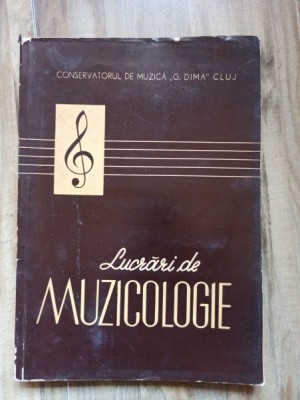 CONSERVATORUL DE MUZICĂ „G. DIMA" CLUJ
Lucrări de
MUZICOLOGIE